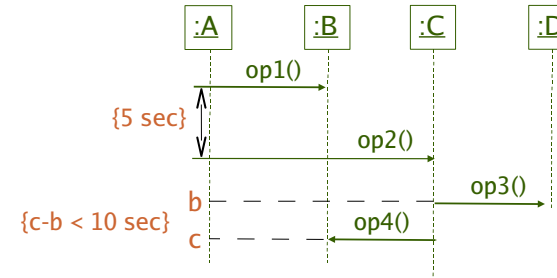 :A :B :C :D
op1()
{5 sec}
op2()
op3()
b
op4()
{c-b < 10 sec}
c